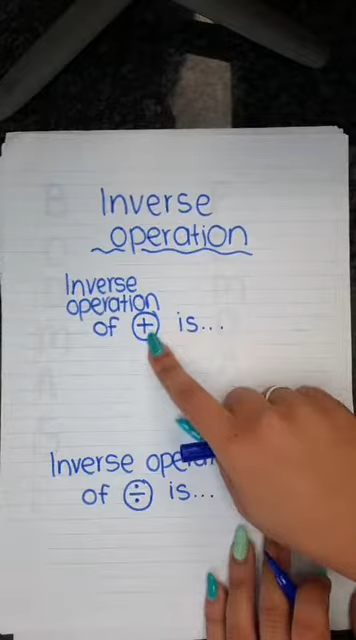 Inverse
operation
Inverse
operation
of + is...
Inverse
of ÷ is...